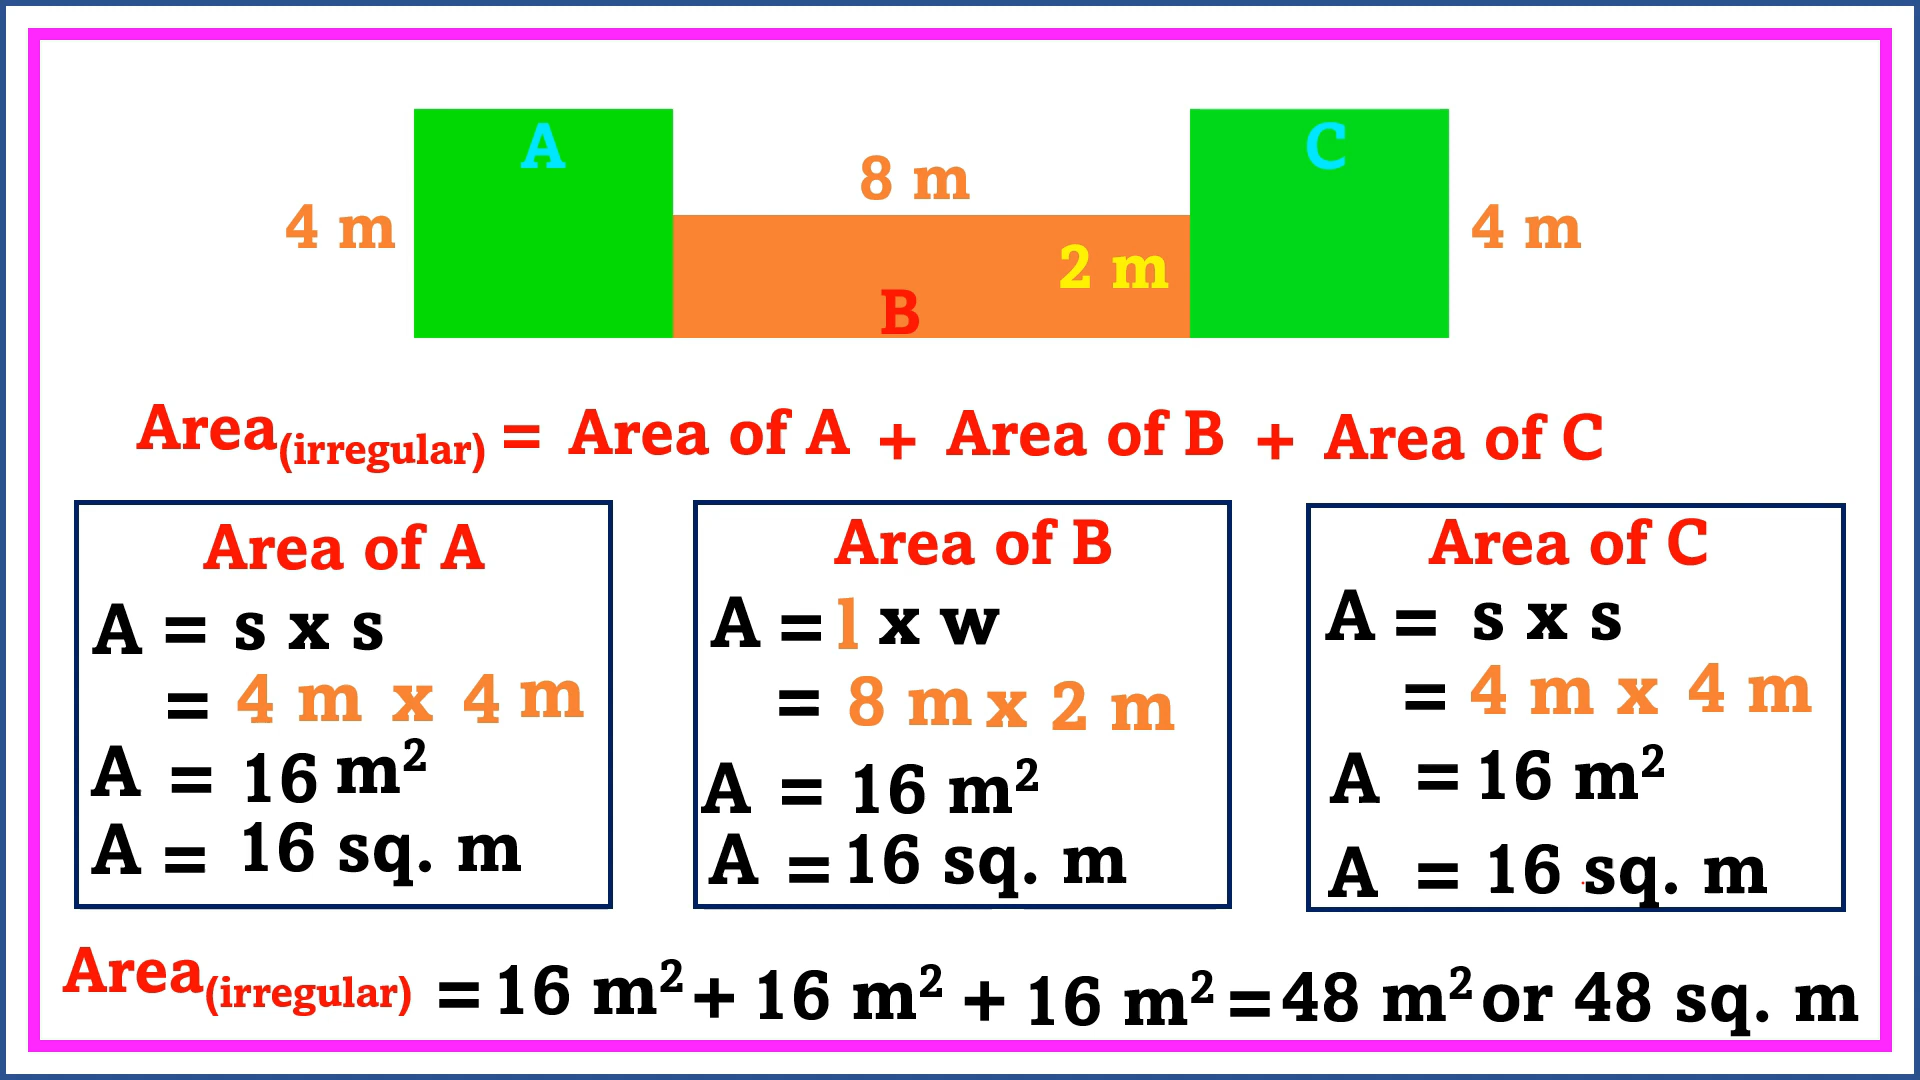 A
C
8 m
4 m
4 m
2 m
B
Area(irregular) = Area of A + Area of B + Area of C
Area of A
A = s x s
= 4 m x 4 m
A = 16 m²
A = 16 sq. m
Area of B
A = l x w
= 8 m x 2 m
A = 16 m²
A = 16 sq. m
Area of C
A = s x s
= 4 m x 4 m
A = 16 m²
A = 16 sq. m
Area(irregular) = 16 m² + 16 m² + 16 m² = 48 m² or 48 sq. m